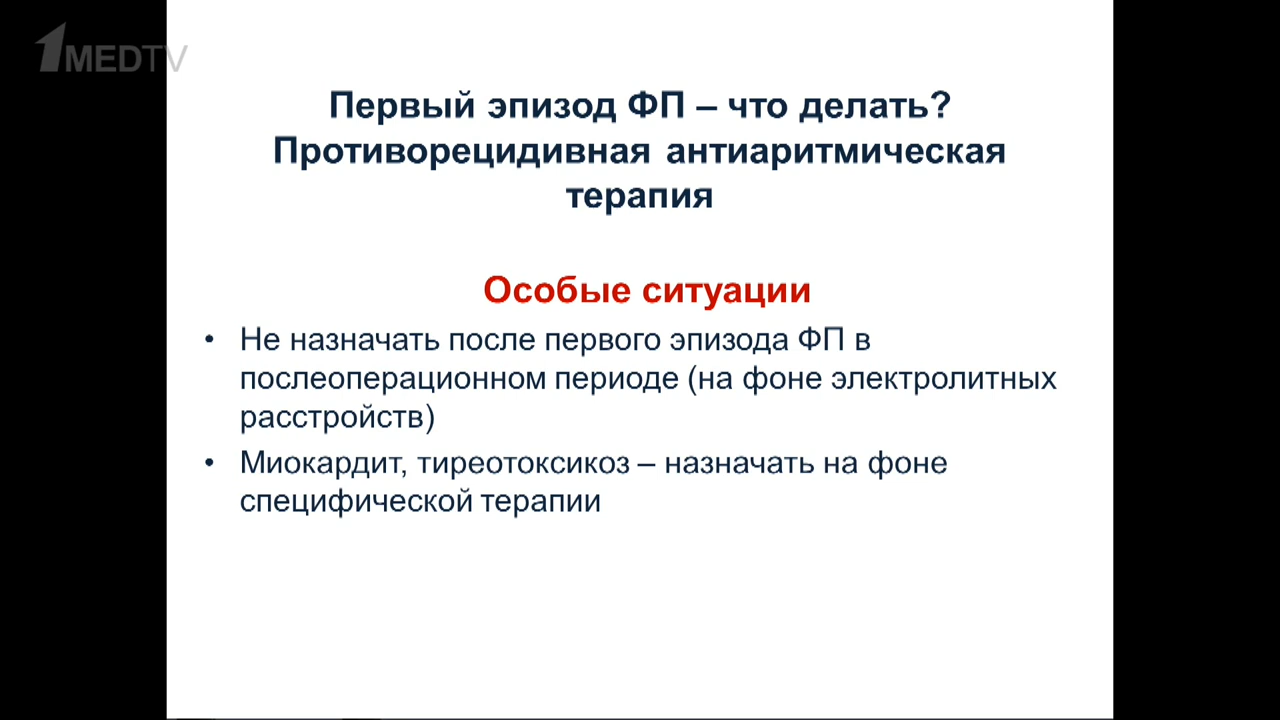 1MEDTV
Первый эпизод ФП – что делать?
Противорецидивная антиаритмическая
терапия
Особые ситуации
• Не назначать после первого эпизода ФП в
послеоперационном периоде (на фоне электролитных
расстройств)
• Миокардит, тиреотоксикоз – назначать на фоне
специфической терапии